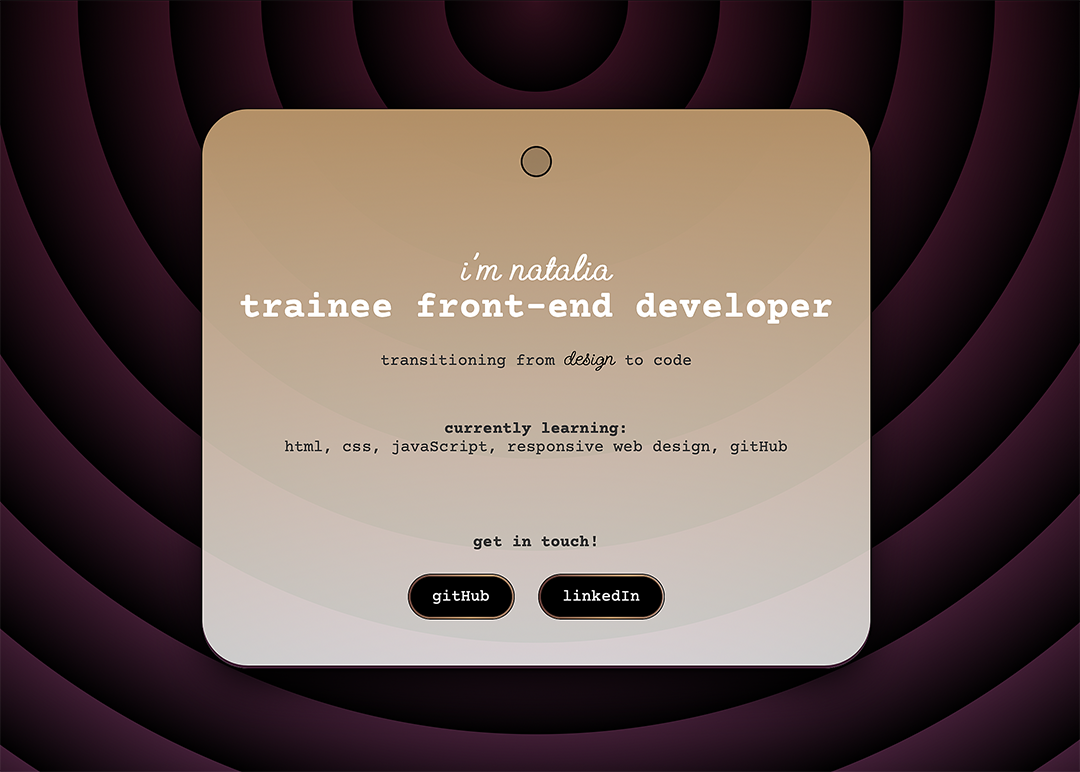 i'm natalia
trainee front-end developer
transitioning from design to code
currently learning:
html, css, javaScript, responsive web design, gitHub
get in touch!
gitHub linkedIn